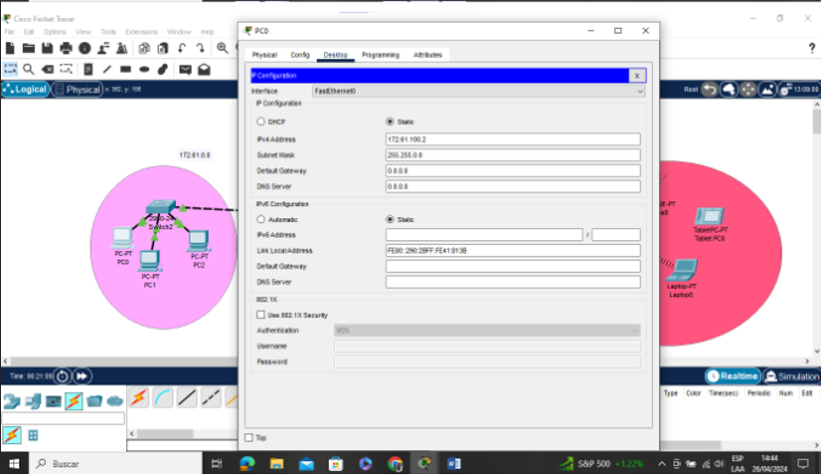 Cisco Packet Tracer
File Edit Options View Tools Extensions Window Help
?
Logical Physical x: 362, y: 108
Root 13:09:00
172.61.0.0
Switch2
PC-PT
PC0
PC-PT
PC1
PC-PT
PC2
PC0
Physical Config Desktop Programming Attributes
IP Configuration X
Interface FastEthernet0
IP Configuration
DHCP Static
IPv4 Address 172.61.100.2
Subnet Mask 255.255.0.0
Default Gateway 0.0.0.0
DNS Server 0.0.0.0
IPv6 Configuration
Automatic Static
IPv6 Address /
Link Local Address FE80::290:2BFF:FE41:813B
Default Gateway
DNS Server
802.1X
Use 802.1X Security
Authentication MD5
Username
Password
Top
TabletPC-PT
Tablet PC0
Laptop-PT
Laptop0
Time: 06:21:09
Realtime Simulation
Type Color Time(sec) Periodic Num Edit
Buscar
S&P 500 +1.22%
ESP
LAA
14:44
26/04/2024